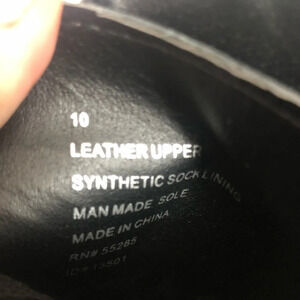 10
LEATHER UPPER
SYNTHETIC SOCK LINING
MAN MADE SOLE
MADE IN CHINA
RN# 55285